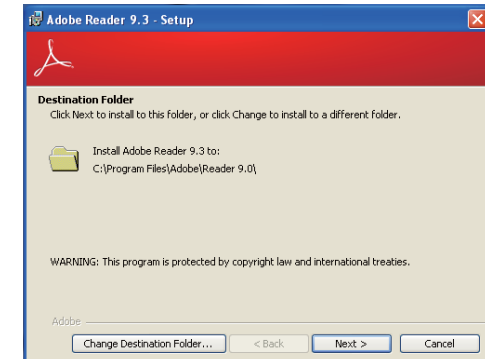 Adobe Reader 9.3 - Setup
Destination Folder
Click Next to install to this folder, or click Change to install to a different folder.
Install Adobe Reader 9.3 to:
C:\Program Files\Adobe\Reader 9.0\
WARNING: This program is protected by copyright law and international treaties.
Adobe
Change Destination Folder... < Back Next > Cancel